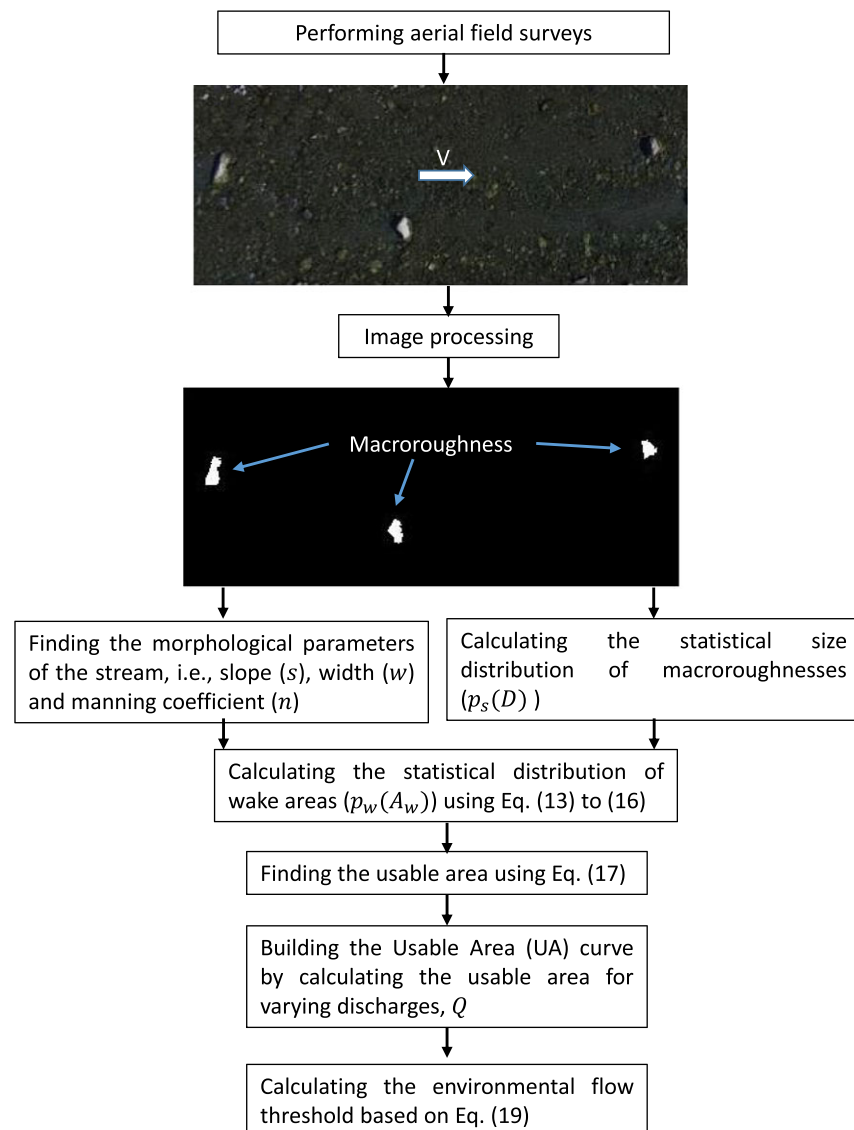 Performing aerial field surveys
V
Image processing
Macroroughness
Finding the morphological parameters
of the stream, i.e., slope (s), width (w)
and manning coefficient (n)
Calculating the statistical size
distribution of macroroughnesses
(pₛ(D) )
Calculating the statistical distribution of
wake areas (p_w(A_w)) using Eq. (13) to (16)
Finding the usable area using Eq. (17)
Building the Usable Area (UA) curve
by calculating the usable area for
varying discharges, Q
Calculating the environmental flow
threshold based on Eq. (19)